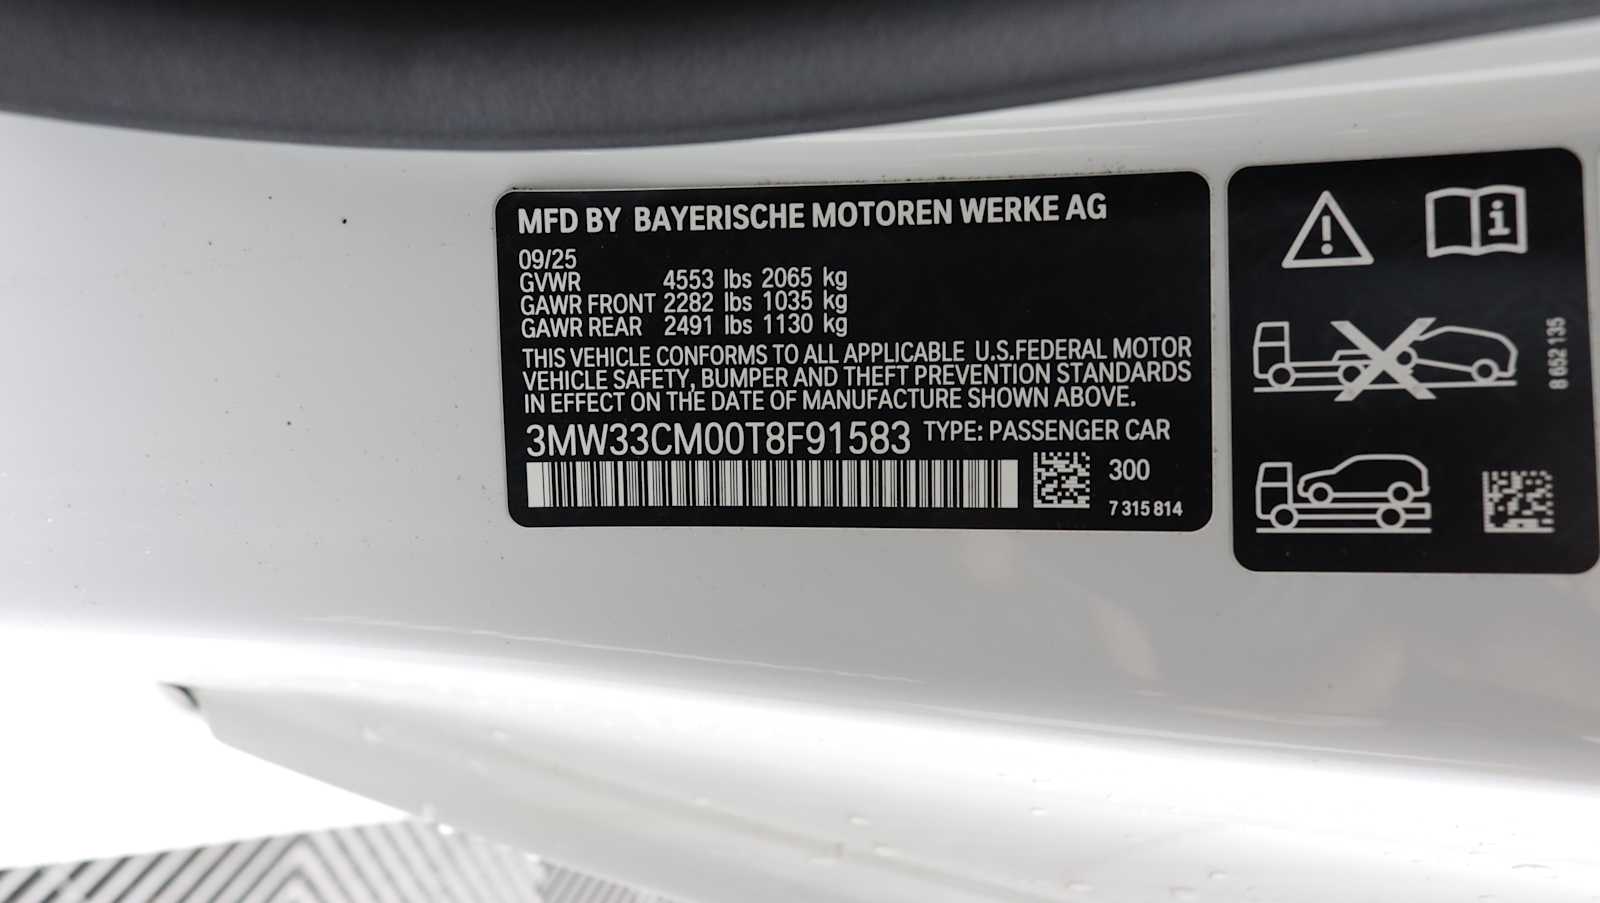 MFD BY BAYERISCHE MOTOREN WERKE AG
09/25
GVWR 4553 lbs 2065 kg
GAWR FRONT 2282 lbs 1035 kg
GAWR REAR 2491 lbs 1130 kg
THIS VEHICLE CONFORMS TO ALL APPLICABLE U.S.FEDERAL MOTOR
VEHICLE SAFETY, BUMPER AND THEFT PREVENTION STANDARDS
IN EFFECT ON THE DATE OF MANUFACTURE SHOWN ABOVE.
3MW33CM00T8F91583 TYPE: PASSENGER CAR
300
7 315 814
8 652 135